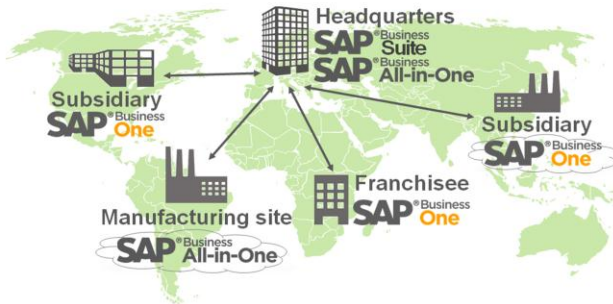 Headquarters
SAP® Business Suite
SAP® Business All-in-One
Subsidiary
SAP® Business One
Subsidiary
SAP® Business One
Manufacturing site
SAP® Business All-in-One
Franchisee
SAP® Business One